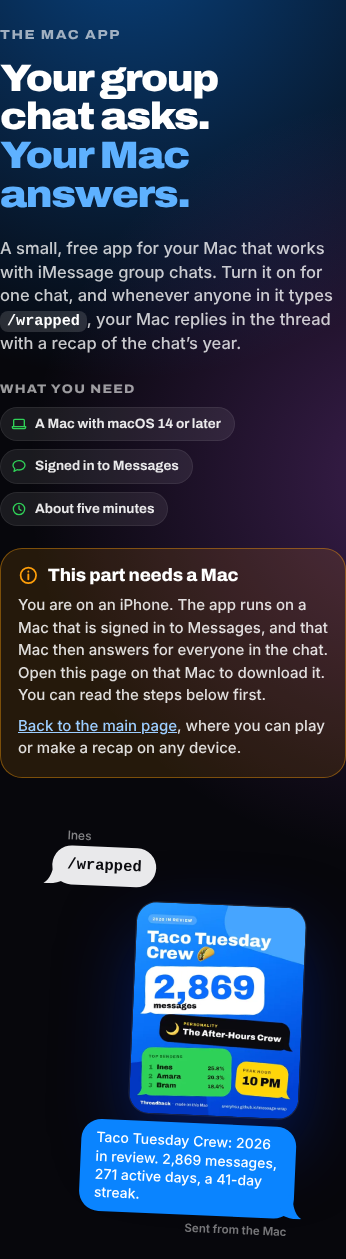 THE MAC APP
Your group
chat asks.
Your Mac
answers.
A small, free app for your Mac that works
with iMessage group chats. Turn it on for
one chat, and whenever anyone in it types
/wrapped, your Mac replies in the thread
with a recap of the chat’s year.
WHAT YOU NEED
A Mac with macOS 14 or later
Signed in to Messages
About five minutes
This part needs a Mac
You are on an iPhone. The app runs on a
Mac that is signed in to Messages, and that
Mac then answers for everyone in the chat.
Open this page on that Mac to download it.
You can read the steps below first.
Back to the main page, where you can play
or make a recap on any device.
Ines
/wrapped
2026 IN REVIEW
Taco Tuesday
Crew 🌮
2,869
messages
PERSONALITY
🌙 The After-Hours Crew
TOP SENDERS
1 Ines 25.8%
2 Amara 20.3%
3 Bram 18.6%
PEAK HOUR
10 PM
Threadback made on this Mac
Taco Tuesday Crew: 2026
in review. 2,869 messages,
271 active days, a 41-day
streak.
Sent from the Mac